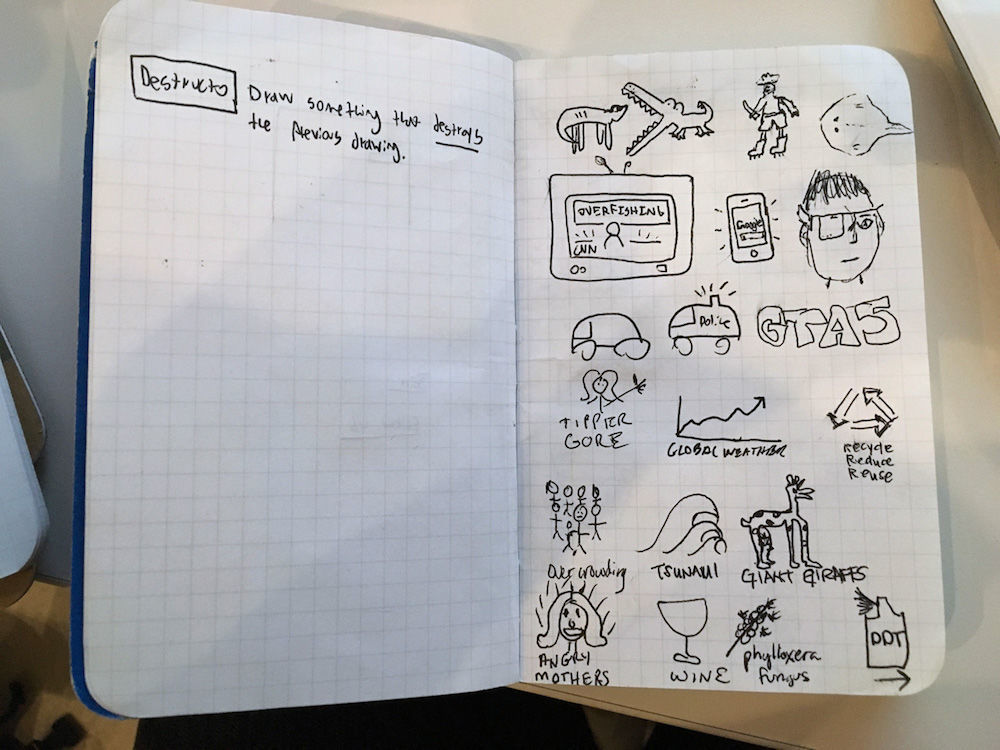 Destructo
Draw something that destroys
the previous drawing.
OVERFISHING
CNN
Google
Police
GTA5
TIPPER
GORE
GLOBAL WEATHER
recycle
Reduce
Reuse
overcrowding
TSUNAMI
GIANT GIRAFFS
ANGRY
MOTHERS
WINE
phylloxera
fungus
DDT